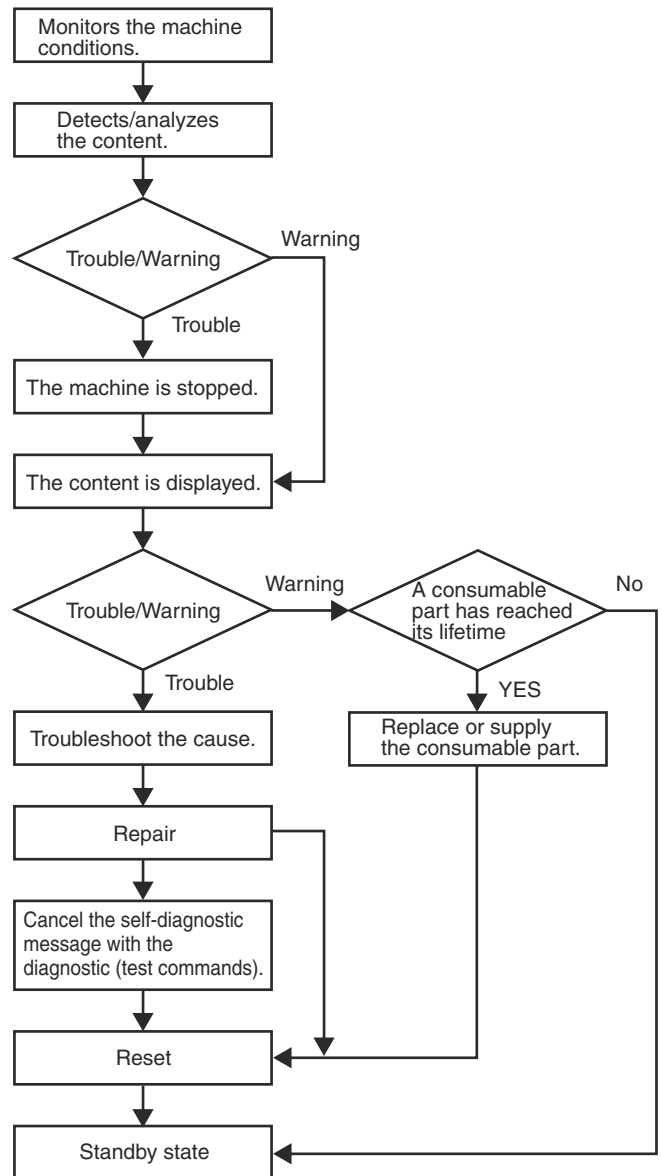 Monitors the machine
conditions.
Detects/analyzes
the content.
Trouble/Warning
Warning
Trouble
The machine is stopped.
The content is displayed.
Trouble/Warning
Warning
A consumable
part has reached
its lifetime
No
Trouble
YES
Troubleshoot the cause.
Replace or supply
the consumable part.
Repair
Cancel the self-diagnostic
message with the
diagnostic (test commands).
Reset
Standby state